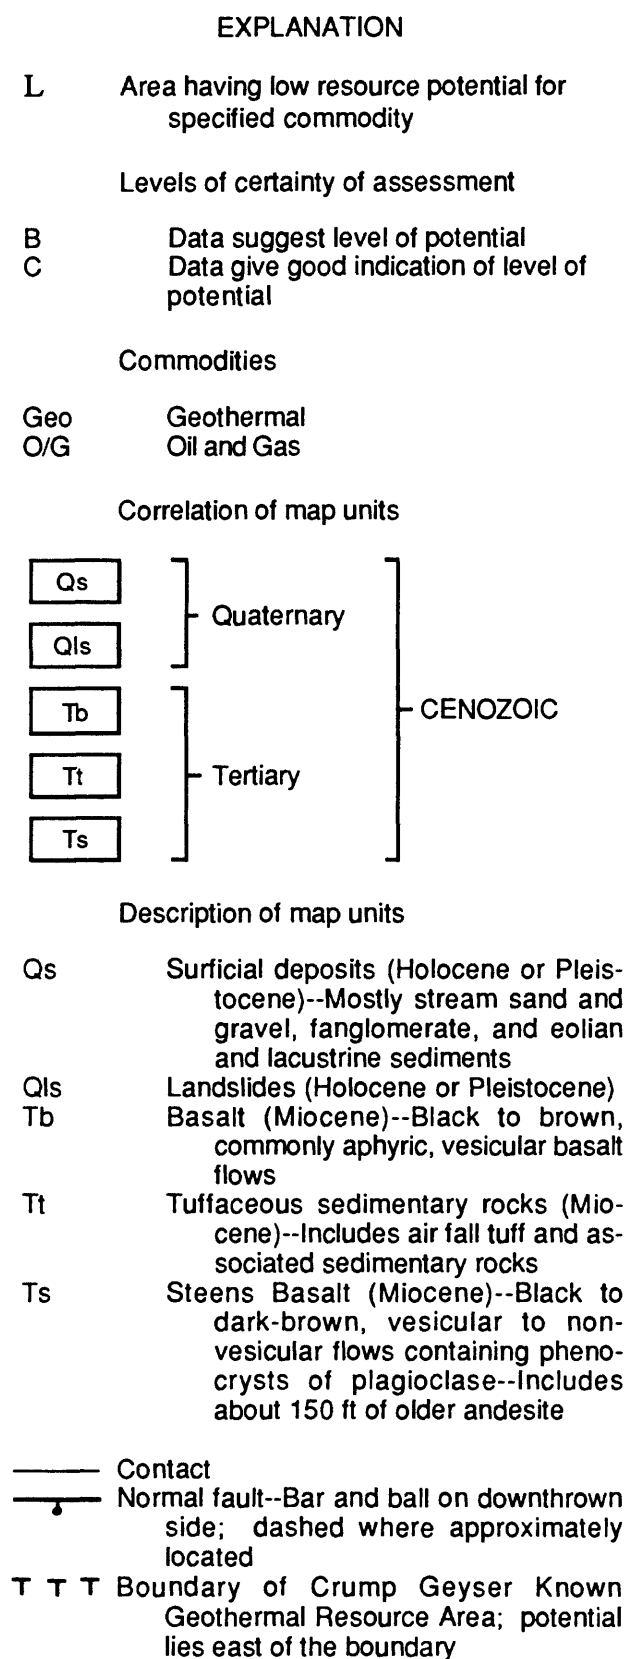 EXPLANATION
L Area having low resource potential for
specified commodity
Levels of certainty of assessment
B Data suggest level of potential
C Data give good indication of level of
potential
Commodities
Geo Geothermal
O/G Oil and Gas
Correlation of map units
Qs
Quaternary
Qls
Tb
CENOZOIC
Tt
Tertiary
Ts
Description of map units
Qs Surficial deposits (Holocene or Pleis-
tocene)--Mostly stream sand and
gravel, fanglomerate, and eolian
and lacustrine sediments
Qls Landslides (Holocene or Pleistocene)
Tb Basalt (Miocene)--Black to brown,
commonly aphyric, vesicular basalt
flows
Tt Tuffaceous sedimentary rocks (Mio-
cene)--Includes air fall tuff and as-
sociated sedimentary rocks
Ts Steens Basalt (Miocene)--Black to
dark-brown, vesicular to non-
vesicular flows containing pheno-
crysts of plagioclase--Includes
about 150 ft of older andesite
Contact
Normal fault--Bar and ball on downthrown
side; dashed where approximately
located
T T T Boundary of Crump Geyser Known
Geothermal Resource Area; potential
lies east of the boundary